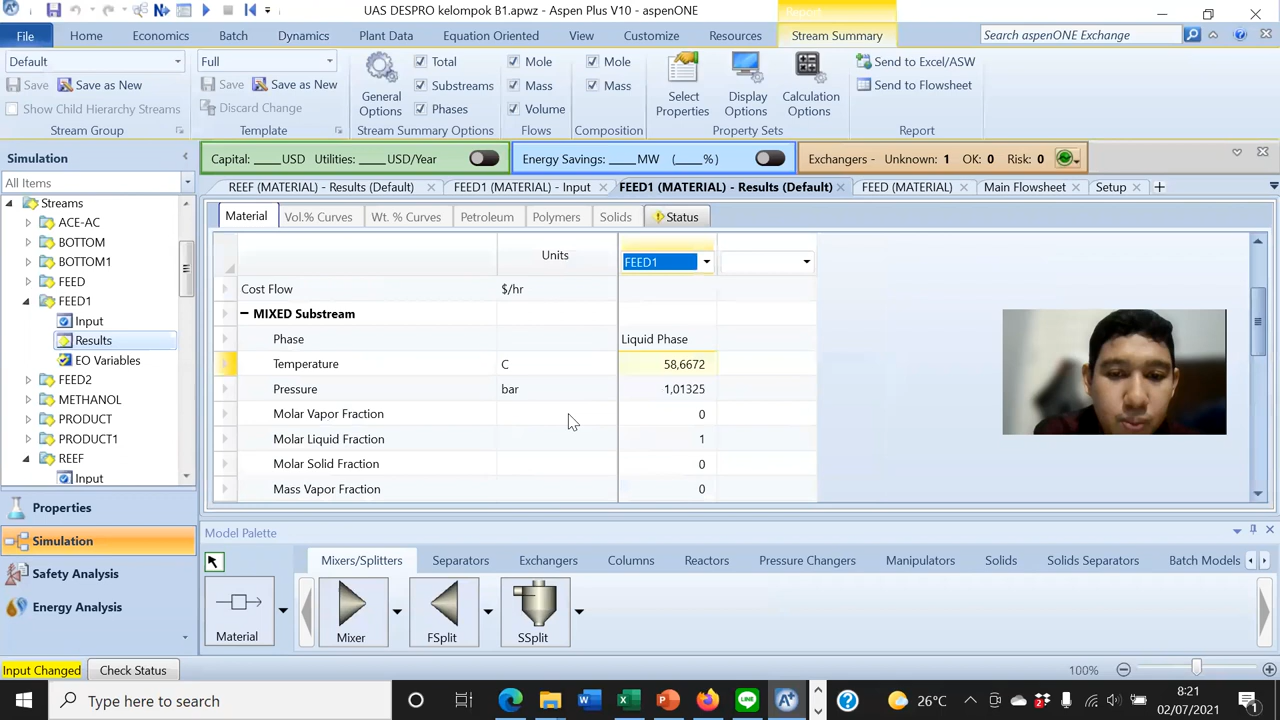 UAS DESPRO kelompok B1.apwz - Aspen Plus V10 - aspenONE
Report
File Home Economics Batch Dynamics Plant Data Equation Oriented View Customize Resources Stream Summary Search aspenONE Exchange
Default Full Total Mole Mole Send to Excel/ASW
Save Save as New Save Save as New Substreams Mass Mass Send to Flowsheet
Show Child Hierarchy Streams Discard Change General Options Phases Volume Select Properties Display Options Calculation Options
Stream Group Template Stream Summary Options Flows Composition Property Sets Report
Simulation Capital: ____USD Utilities: ____USD/Year Energy Savings: ____MW (____%) Exchangers - Unknown: 1 OK: 0 Risk: 0
All Items REEF (MATERIAL) - Results (Default) FEED1 (MATERIAL) - Input FEED1 (MATERIAL) - Results (Default) FEED (MATERIAL) Main Flowsheet Setup
Streams
ACE-AC
BOTTOM
BOTTOM1
FEED
FEED1
Input
Results
EO Variables
FEED2
METHANOL
PRODUCT
PRODUCT1
REEF
Input
Material Vol.% Curves Wt. % Curves Petroleum Polymers Solids Status
Units FEED1
Cost Flow $/hr
MIXED Substream
Phase Liquid Phase
Temperature C 58,6672
Pressure bar 1,01325
Molar Vapor Fraction 0
Molar Liquid Fraction 1
Molar Solid Fraction 0
Mass Vapor Fraction 0
Properties
Simulation
Safety Analysis
Energy Analysis
Model Palette
Mixers/Splitters Separators Exchangers Columns Reactors Pressure Changers Manipulators Solids Solids Separators Batch Models
Material Mixer FSplit SSplit
Input Changed Check Status 100%
Type here to search 26°C 8:21
02/07/2021